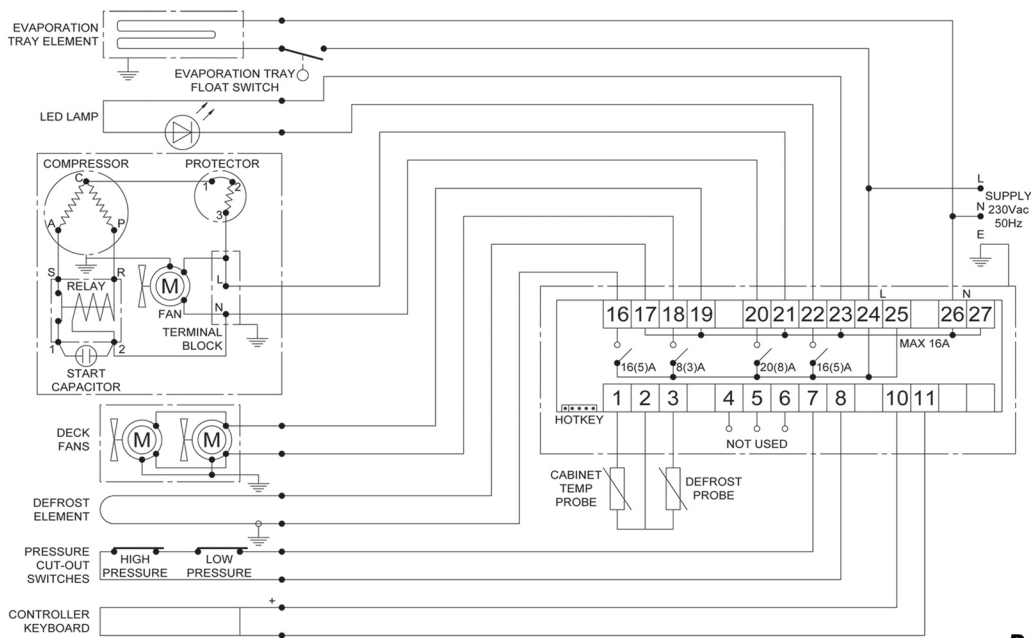 EVAPORATION
TRAY ELEMENT
EVAPORATION TRAY
FLOAT SWITCH
LED LAMP
COMPRESSOR
PROTECTOR
C
1
2
A
P
3
S
R
RELAY
M
FAN
L
N
TERMINAL
BLOCK
1
2
START
CAPACITOR
L
SUPPLY
N
230Vac
50Hz
E
L
N
16 17 18 19 20 21 22 23 24 25 26 27
MAX 16A
16(5)A
8(3)A
20(8)A
16(5)A
1 2 3 4 5 6 7 8 10 11
HOTKEY
NOT USED
DECK
FANS
M
M
CABINET
TEMP
PROBE
DEFROST
PROBE
DEFROST
ELEMENT
PRESSURE
CUT-OUT
SWITCHES
HIGH
PRESSURE
LOW
PRESSURE
CONTROLLER
KEYBOARD
+